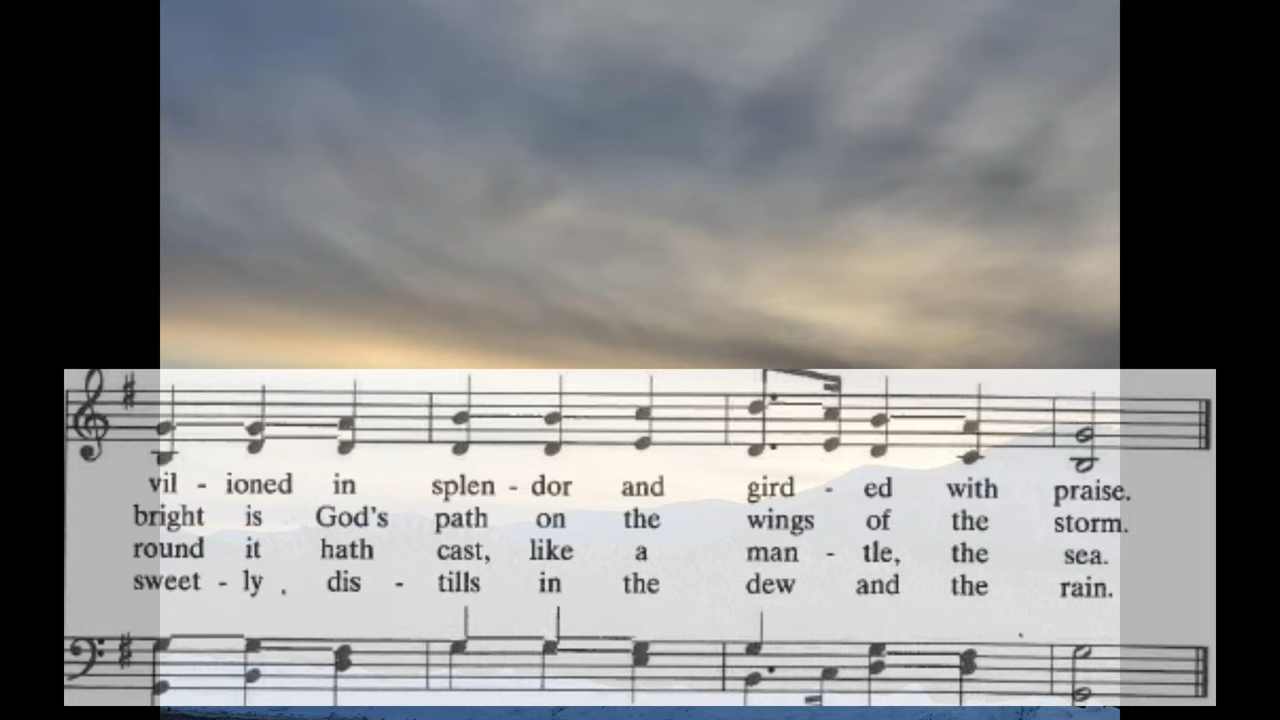 vil - ioned in splen - dor and gird - ed with praise.
bright is God's path on the wings of the storm.
round it hath cast, like a man - tle, the sea.
sweet - ly , dis - tills in the dew and the rain.